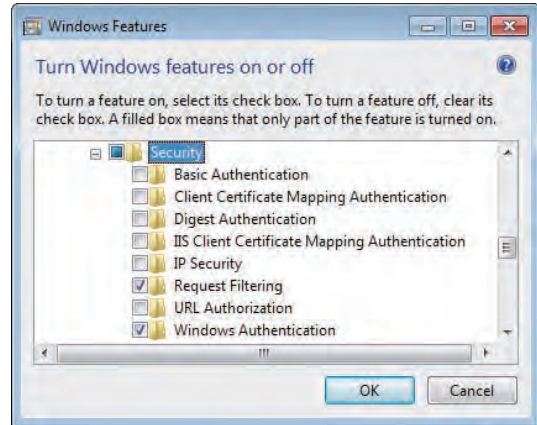 Windows Features
Turn Windows features on or off
To turn a feature on, select its check box. To turn a feature off, clear its
check box. A filled box means that only part of the feature is turned on.
Security
Basic Authentication
Client Certificate Mapping Authentication
Digest Authentication
IIS Client Certificate Mapping Authentication
IP Security
Request Filtering
URL Authorization
Windows Authentication
OK Cancel